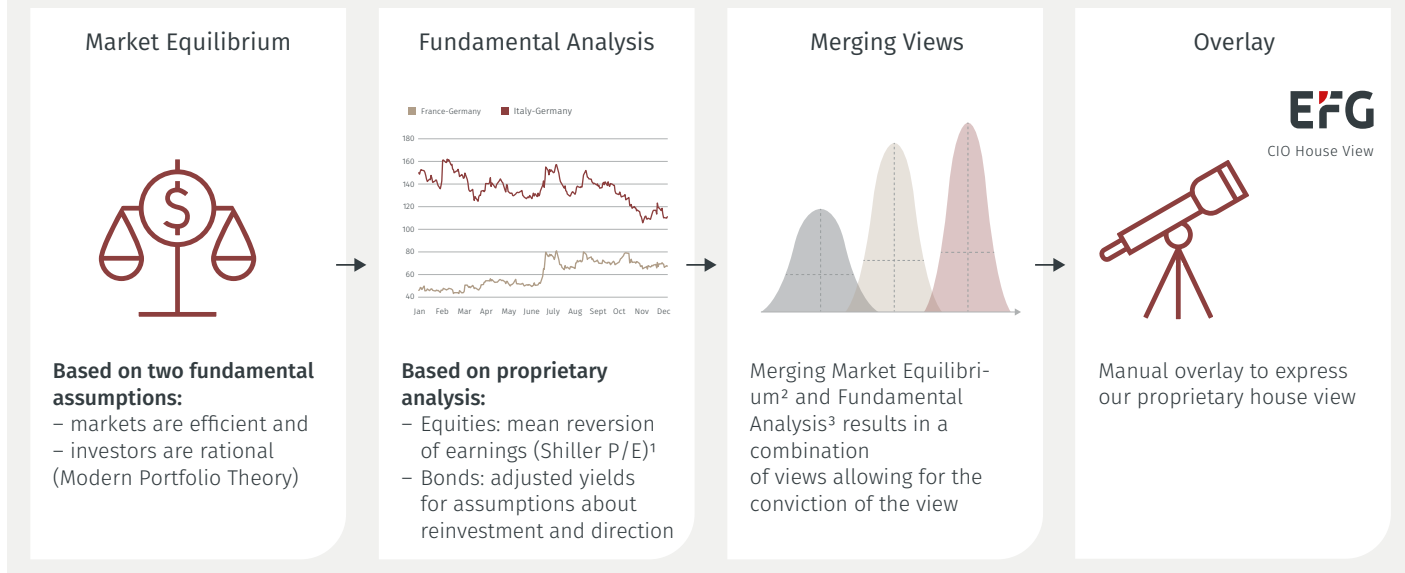 Market Equilibrium
$
Based on two fundamental
assumptions:
– markets are efficient and
– investors are rational
(Modern Portfolio Theory)
Fundamental Analysis
France-Germany Italy-Germany
180
160
140
120
100
80
60
40
Jan Feb Mar Apr May June July Aug Sept Oct Nov Dec
Based on proprietary
analysis:
– Equities: mean reversion
of earnings (Shiller P/E)¹
– Bonds: adjusted yields
for assumptions about
reinvestment and direction
Merging Views
Merging Market Equilibri-
um² and Fundamental
Analysis³ results in a
combination
of views allowing for the
conviction of the view
Overlay
EFG
CIO House View
Manual overlay to express
our proprietary house view